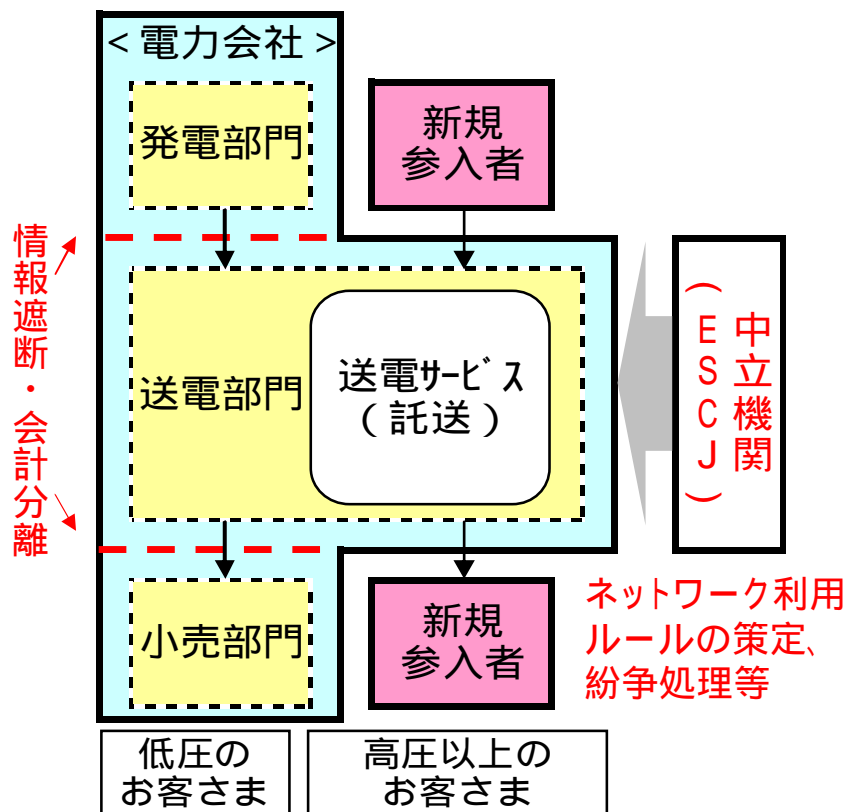 <電力会社>
発電部門
新規
参入者
情報遮断・会計分離
送電部門
送電サービス
(託送)
中立機関
(ESCJ)
小売部門
新規
参入者
ネットワーク利用
ルールの策定、
紛争処理等
低圧の
お客さま
高圧以上の
お客さま